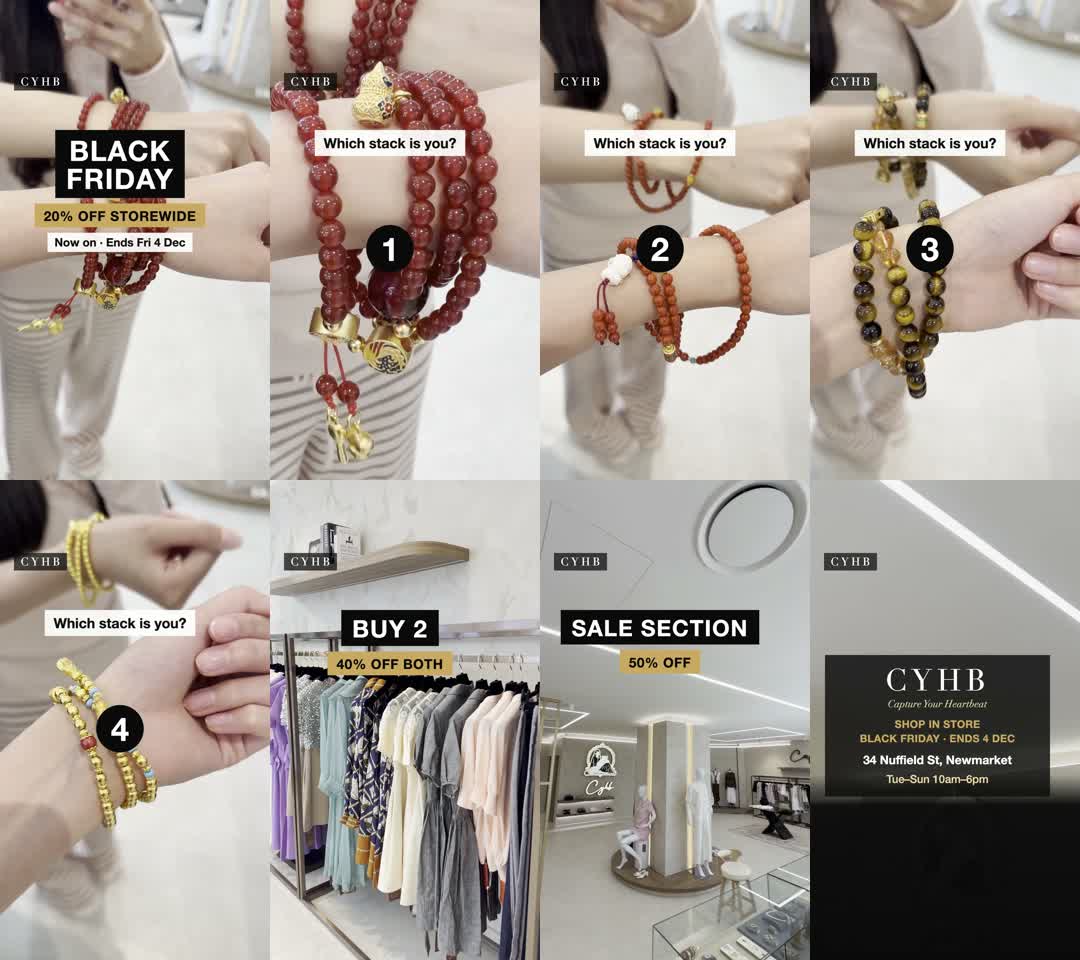 CYHB
BLACK
FRIDAY
20% OFF STOREWIDE
Now on · Ends Fri 4 Dec
CYHB
Which stack is you?
1
CYHB
Which stack is you?
2
CYHB
Which stack is you?
3
CYHB
Which stack is you?
4
CYHB
BUY 2
40% OFF BOTH
CYHB
SALE SECTION
50% OFF
Cyhb
CYHB
CYHB
Capture Your Heartbeat
SHOP IN STORE
BLACK FRIDAY · ENDS 4 DEC
34 Nuffield St, Newmarket
Tue–Sun 10am–6pm